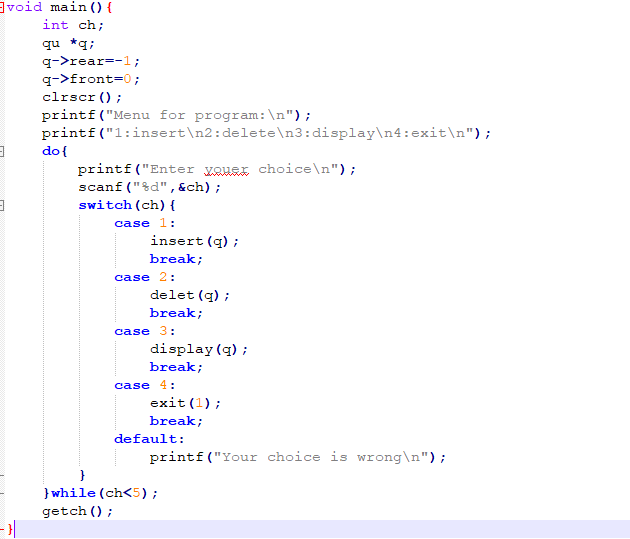 void main(){
    int ch;
    qu *q;
    q->rear=-1;
    q->front=0;
    clrscr();
    printf("Menu for program:\n");
    printf("1:insert\n2:delete\n3:display\n4:exit\n");
    do{
        printf("Enter youer choice\n");
        scanf("%d",&ch);
        switch(ch){
            case 1:
                insert(q);
                break;
            case 2:
                delet(q);
                break;
            case 3:
                display(q);
                break;
            case 4:
                exit(1);
                break;
            default:
                printf("Your choice is wrong\n");
        }
    }while(ch<5);
    getch();
}